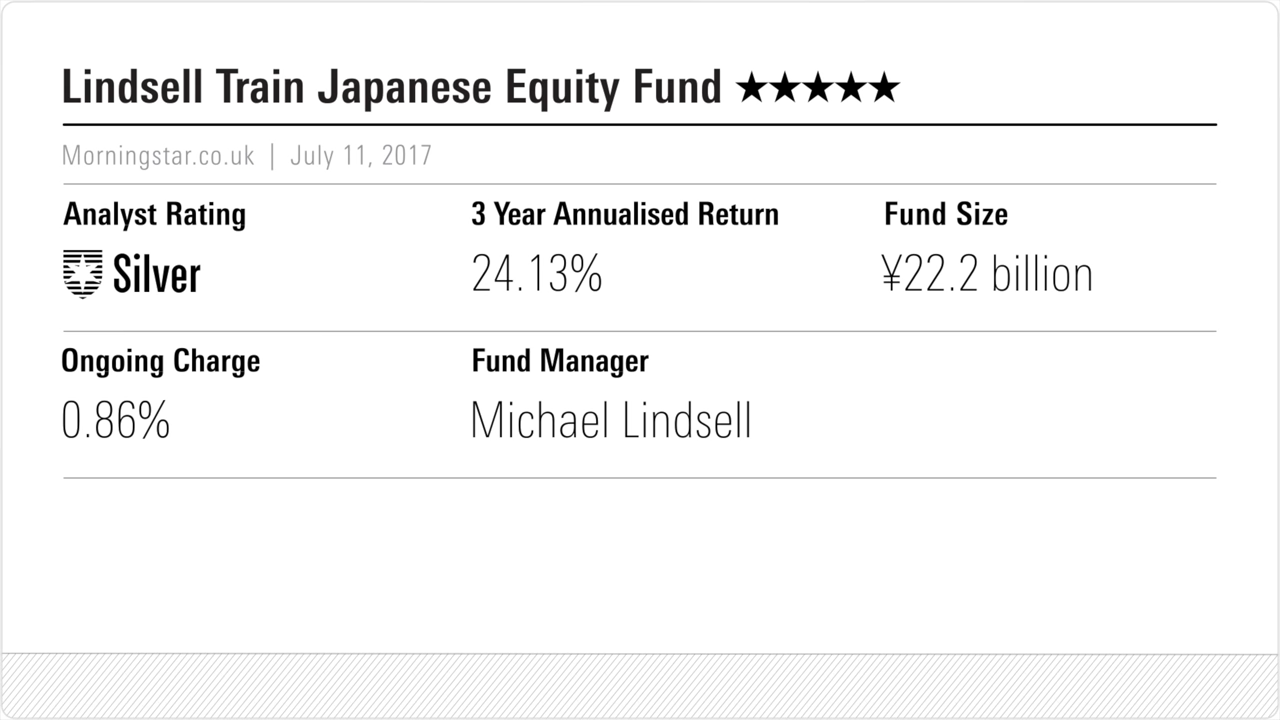 Lindsell Train Japanese Equity Fund ★★★★★
Morningstar.co.uk | July 11, 2017
Analyst Rating 3 Year Annualised Return Fund Size
Silver 24.13% ¥22.2 billion
Ongoing Charge Fund Manager
0.86% Michael Lindsell